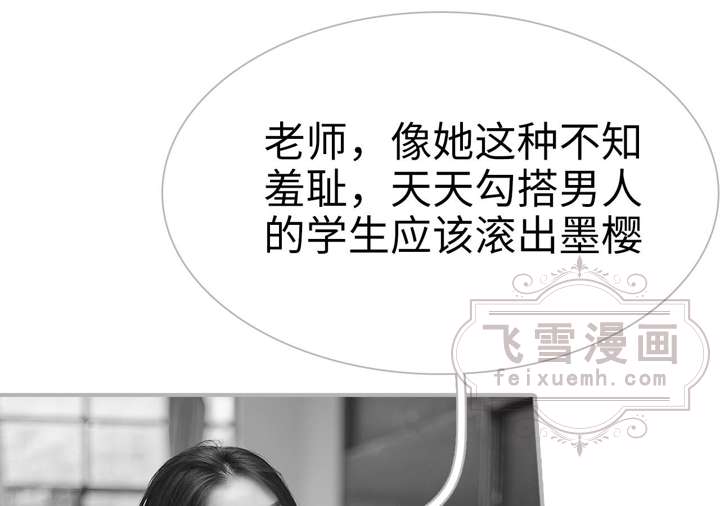 老师，像她这种不知
羞耻，天天勾搭男人
的学生应该滚出墨樱
飞雪漫画
feixuemh.com